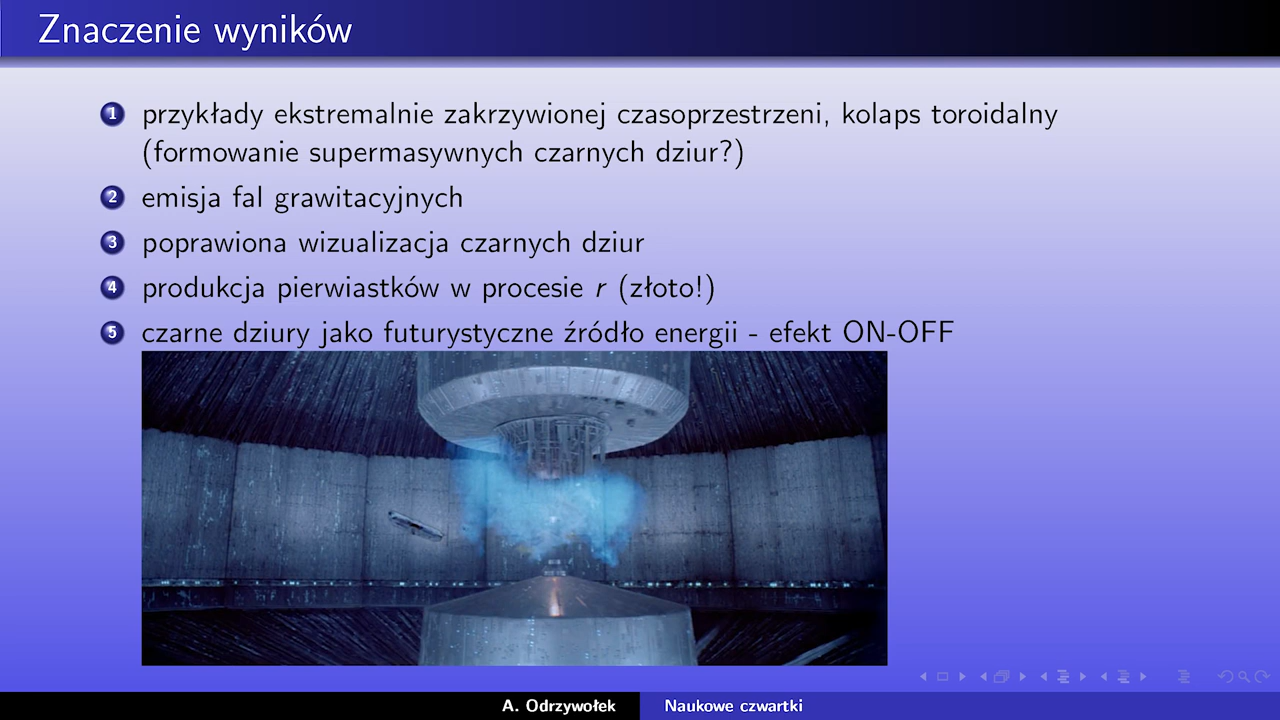 Znaczenie wyników
1 przykłady ekstremalnie zakrzywionej czasoprzestrzeni, kolaps toroidalny
(formowanie supermasywnych czarnych dziur?)
2 emisja fal grawitacyjnych
3 poprawiona wizualizacja czarnych dziur
4 produkcja pierwiastków w procesie r (złoto!)
5 czarne dziury jako futurystyczne źródło energii - efekt ON-OFF
A. Odrzywołek Naukowe czwartki